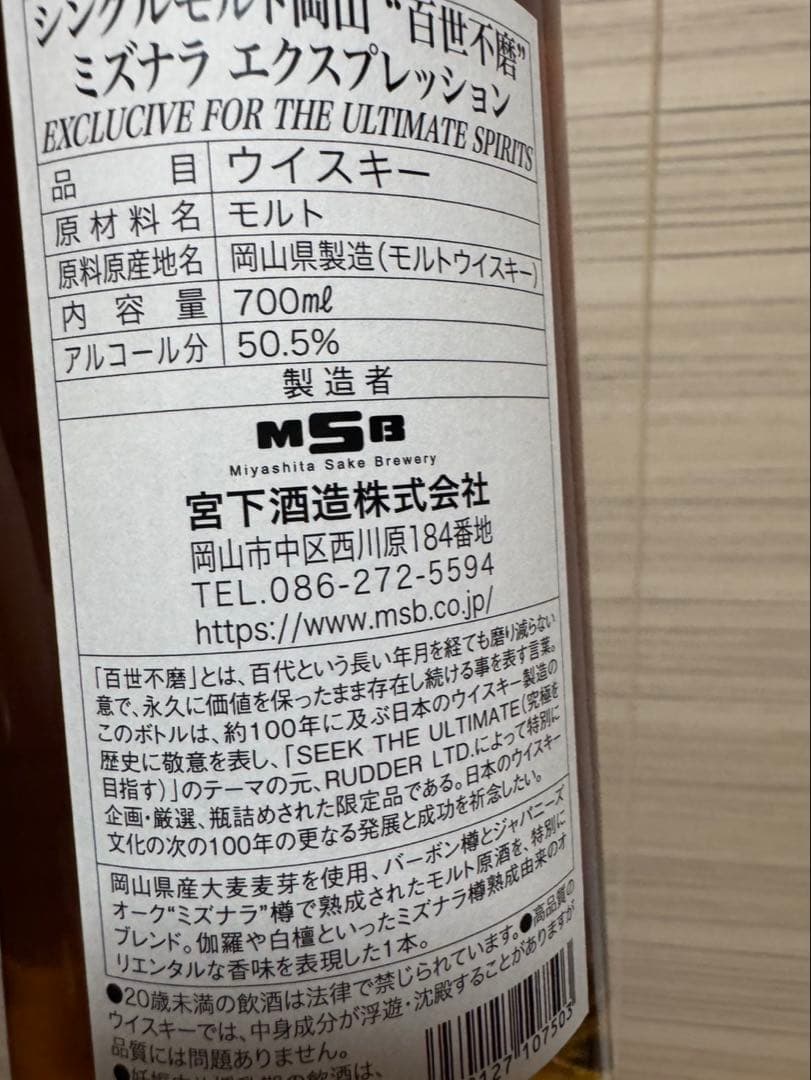 シングルモルト岡山 “百世不磨”
ミズナラ エクスプレッション
EXCLUCIVE FOR THE ULTIMATE SPIRITS
品目 ウイスキー
原材料名 モルト
原料原産地名 岡山県製造(モルトウイスキー)
内容量 700㎖
アルコール分 50.5%
製造者
MSB
Miyashita Sake Brewery
宮下酒造株式会社
岡山市中区西川原184番地
TEL.086-272-5594
https://www.msb.co.jp/
「百世不磨」とは、百代という長い年月を経ても磨り減らない
意で、永久に価値を保ったまま存在し続ける事を表す言葉。
このボトルは、約100年に及ぶ日本のウイスキー製造の
歴史に敬意を表し、「SEEK THE ULTIMATE(究極を
目指す)」のテーマの元、RUDDER LTD.によって特別に
企画・厳選、瓶詰めされた限定品である。日本のウイスキー
文化の次の100年の更なる発展と成功を祈念したい。
岡山県産大麦麦芽を使用、バーボン樽とジャパニーズ
オーク“ミズナラ”樽で熟成されたモルト原酒を、特別に
ブレンド。伽羅や白檀といったミズナラ樽熟成由来のオ
リエンタルな香味を表現した1本。
●20歳未満の飲酒は法律で禁じられています。●高品質の
ウイスキーでは、中身成分が浮遊・沈殿することがありますが
品質には問題ありません。
127 107503